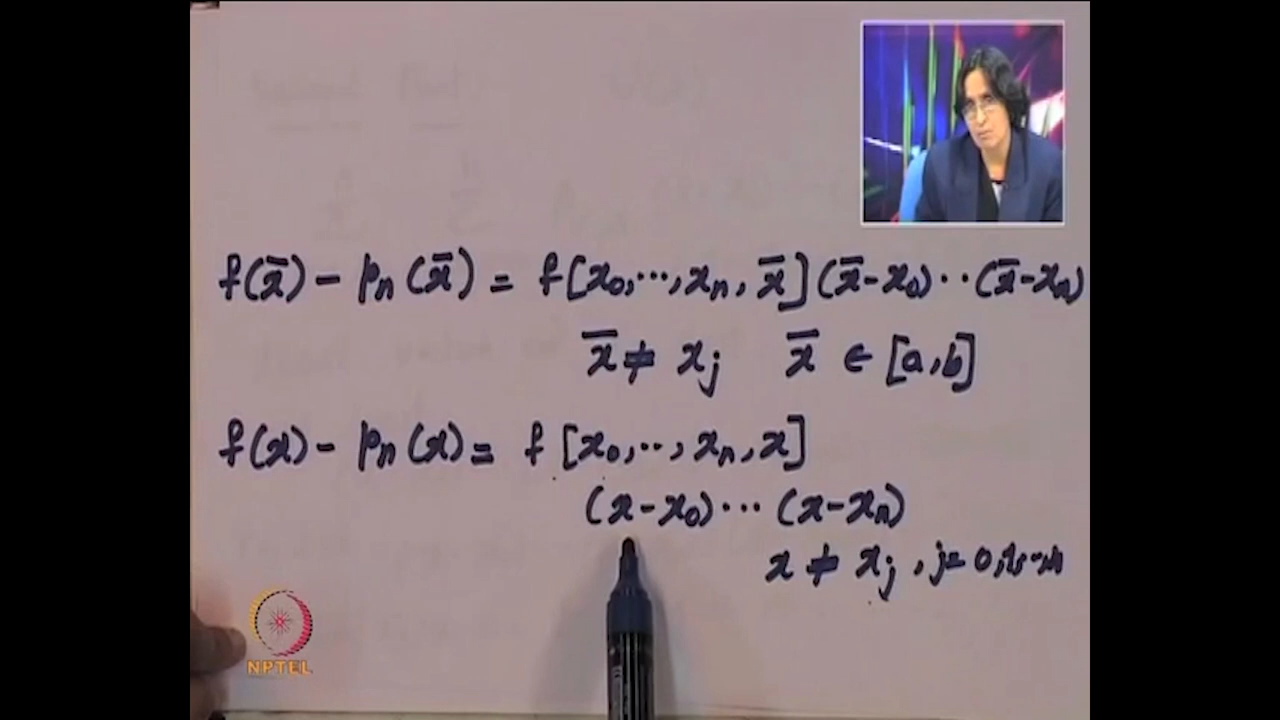 f(x̄) - pn(x̄) = f[x0,...,xn, x̄](x̄-x0)..(x̄-xn)
x̄ ≠ xj x̄ ∈ [a,b]
f(x) - pn(x) = f[x0,..,xn,x]
(x-x0)...(x-xn)
x ≠ xj, j=0,1,..,n
NPTEL